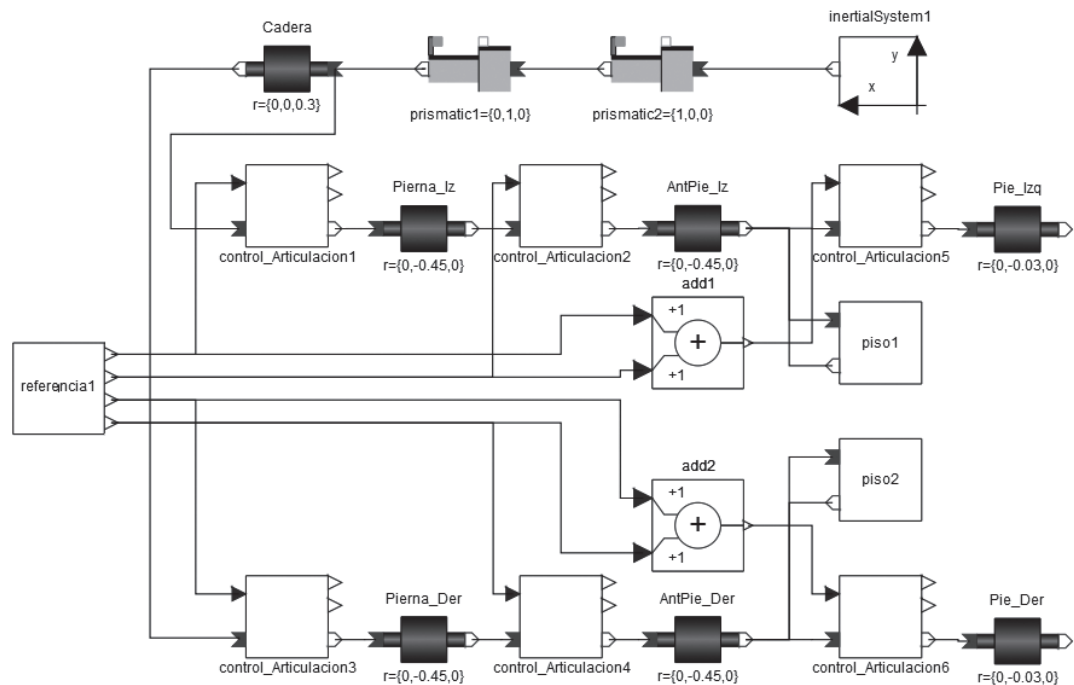 Cadera
inertialSystem1
y
x
r={0,0,0.3}
prismatic1={0,1,0}
prismatic2={1,0,0}
Pierna_Iz
AntPie_Iz
Pie_Izq
control_Articulacion1
r={0,-0.45,0}
control_Articulacion2
r={0,-0.45,0}
control_Articulacion5
r={0,-0.03,0}
add1
+1
+
+1
piso1
referencia1
add2
+1
+
+1
piso2
Pierna_Der
AntPie_Der
Pie_Der
control_Articulacion3
r={0,-0.45,0}
control_Articulacion4
r={0,-0.45,0}
control_Articulacion6
r={0,-0.03,0}